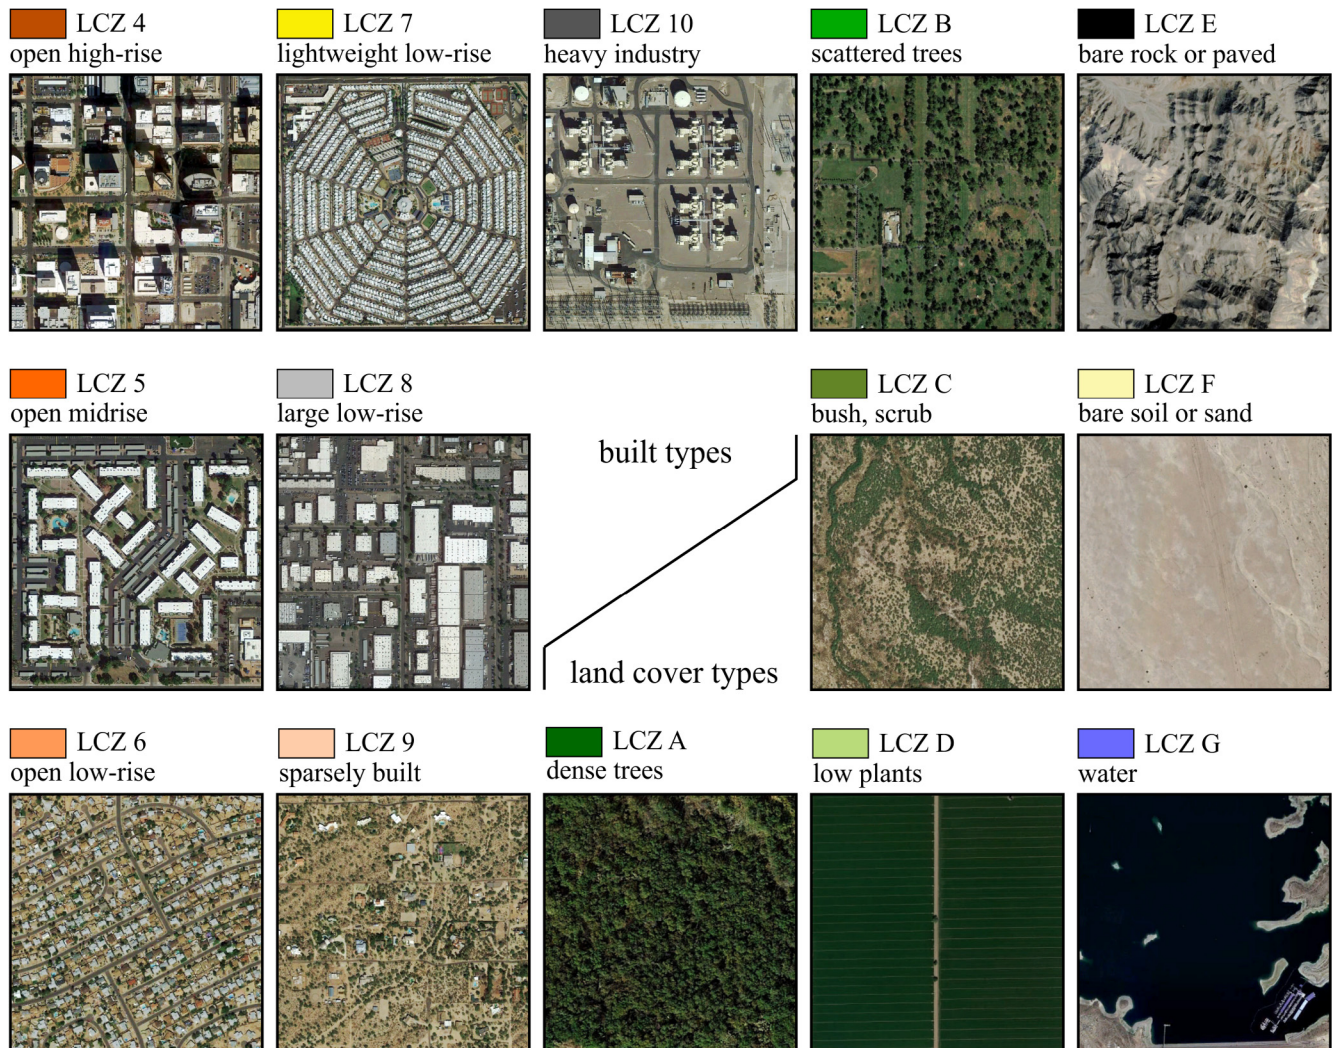 LCZ 4
open high-rise
LCZ 7
lightweight low-rise
LCZ 10
heavy industry
LCZ B
scattered trees
LCZ E
bare rock or paved
LCZ 5
open midrise
LCZ 8
large low-rise
built types
land cover types
LCZ C
bush, scrub
LCZ F
bare soil or sand
LCZ 6
open low-rise
LCZ 9
sparsely built
LCZ A
dense trees
LCZ D
low plants
LCZ G
water